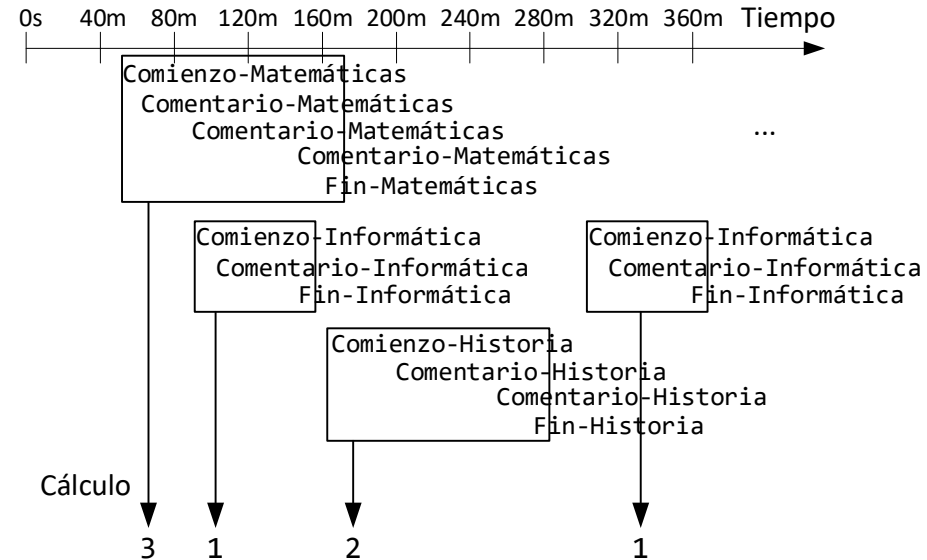 0s 40m 80m 120m 160m 200m 240m 280m 320m 360m Tiempo
Comienzo-Matemáticas
Comentario-Matemáticas
Comentario-Matemáticas ...
Comentario-Matemáticas
Fin-Matemáticas
Comienzo-Informática Comienzo-Informática
Comentario-Informática Comentario-Informática
Fin-Informática Fin-Informática
Comienzo-Historia
Comentario-Historia
Comentario-Historia
Fin-Historia
Cálculo
3 1 2 1